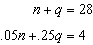 n + q = 28
.05n + .25q = 4